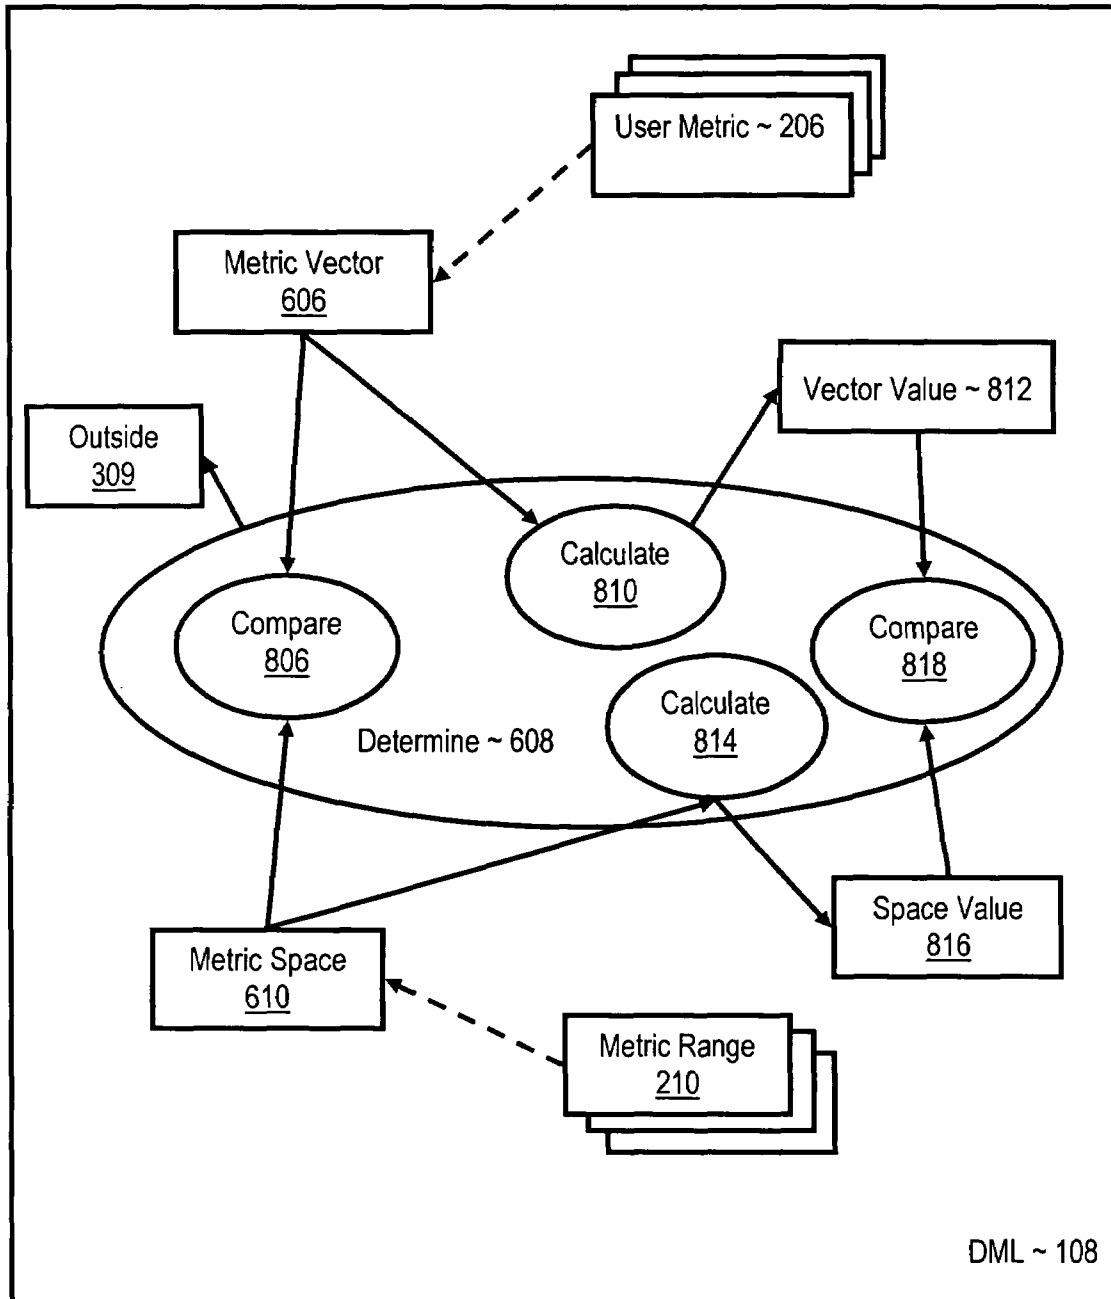 User Metric ~ 206
Metric Vector
606
Vector Value ~ 812
Outside
309
Calculate
810
Compare
806
Compare
818
Calculate
814
Determine ~ 608
Space Value
816
Metric Space
610
Metric Range
210
DML ~ 108